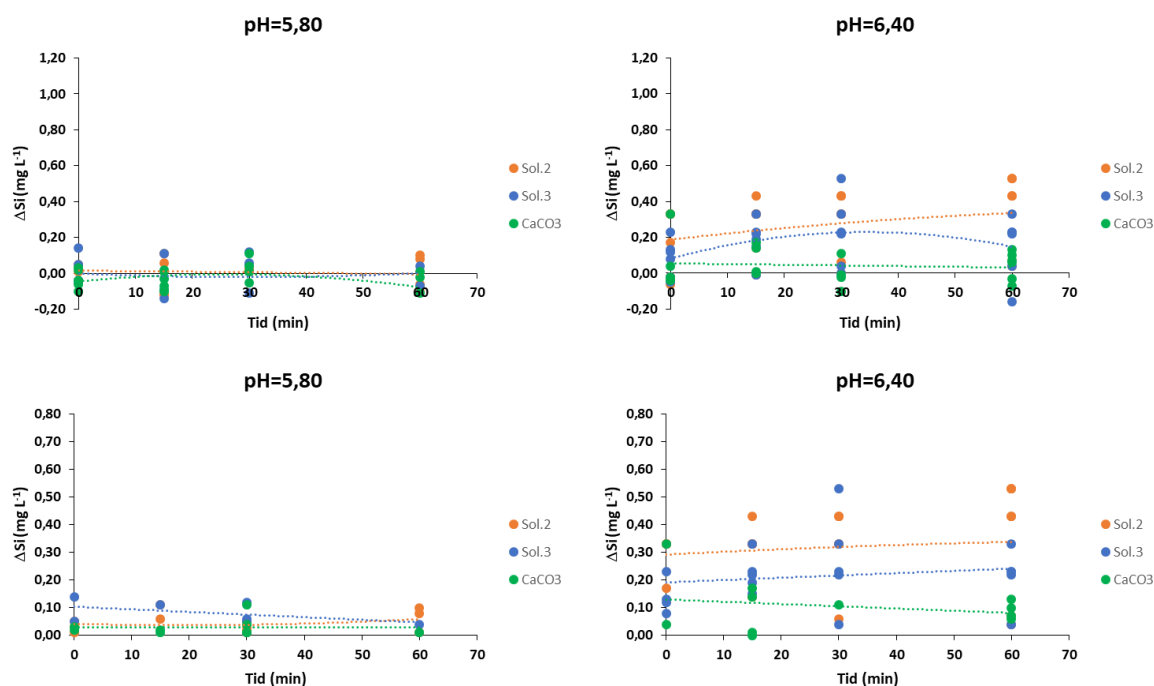 pH=5,80
1,20
1,00
0,80
0,60
0,40
0,20
0,00
-0,20
ΔSi (mg L-1)
0 10 20 30 40 50 60 70
Tid (min)
Sol.2
Sol.3
CaCO3
pH=6,40
1,20
1,00
0,80
0,60
0,40
0,20
0,00
-0,20
ΔSi (mg L-1)
0 10 20 30 40 50 60 70
Tid (min)
Sol.2
Sol.3
CaCO3
pH=5,80
0,80
0,70
0,60
0,50
0,40
0,30
0,20
0,10
0,00
ΔSi (mg L-1)
0 10 20 30 40 50 60 70
Tid (min)
Sol.2
Sol.3
CaCO3
pH=6,40
0,80
0,70
0,60
0,50
0,40
0,30
0,20
0,10
0,00
ΔSi (mg L-1)
0 10 20 30 40 50 60 70
Tid (min)
Sol.2
Sol.3
CaCO3